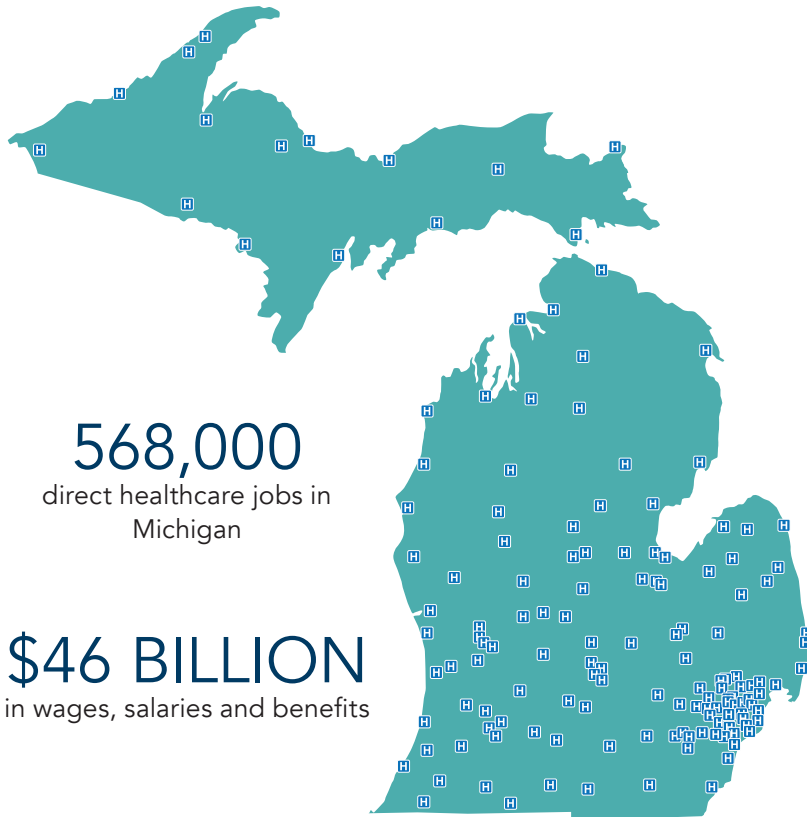 568,000
direct healthcare jobs in
Michigan
$46 BILLION
in wages, salaries and benefits